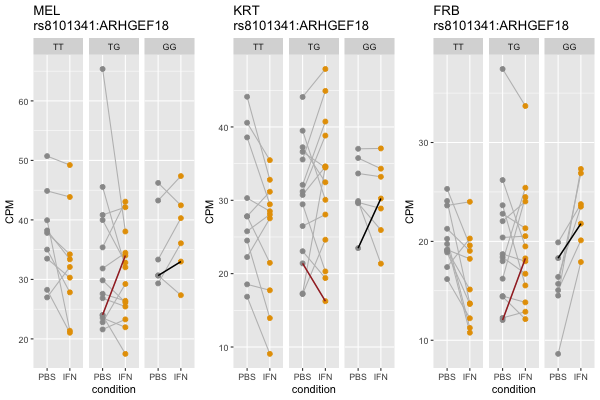 MEL
rs8101341:ARHGEF18
TT TG GG
CPM
60
50
40
30
20
PBS IFN PBS IFN PBS IFN
condition
KRT
rs8101341:ARHGEF18
TT TG GG
CPM
40
30
20
10
PBS IFN PBS IFN PBS IFN
condition
FRB
rs8101341:ARHGEF18
TT TG GG
CPM
30
20
10
PBS IFN PBS IFN PBS IFN
condition